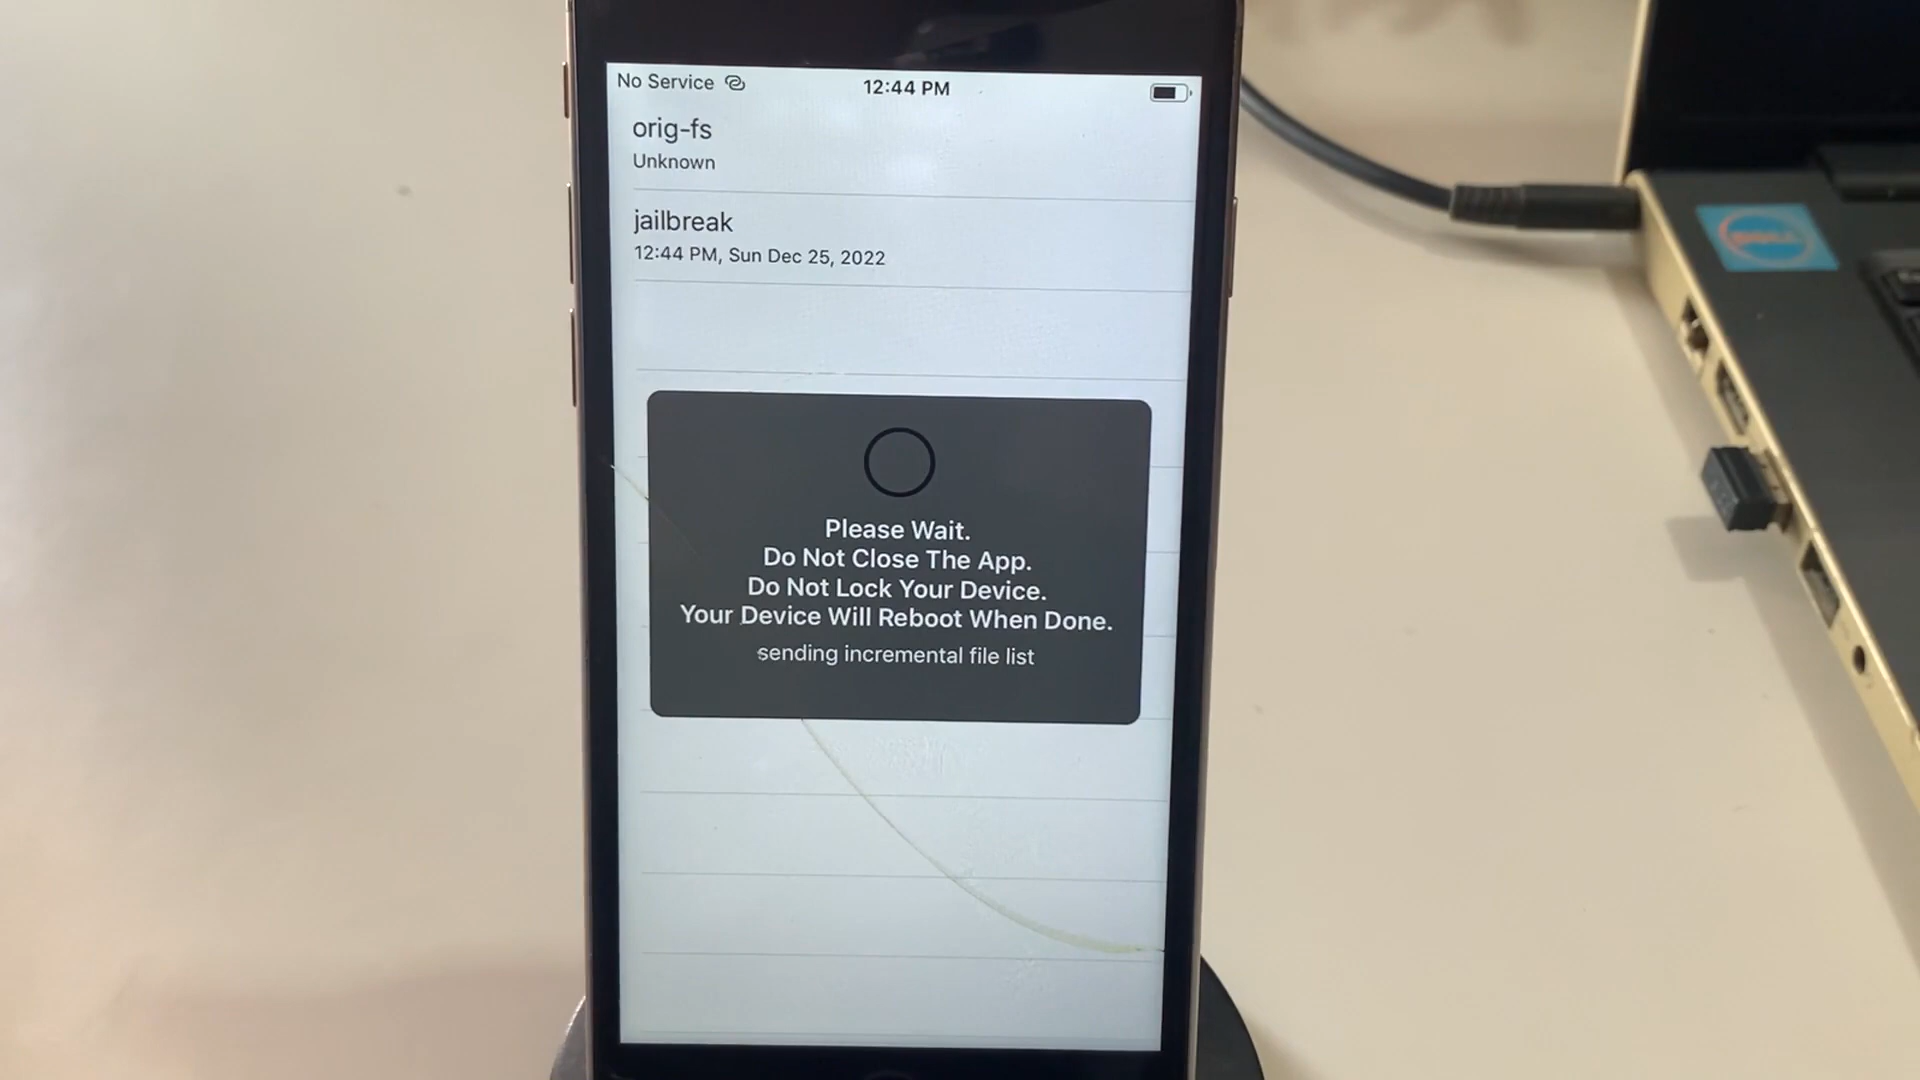 No Service 12:44 PM
orig-fs
Unknown
jailbreak
12:44 PM, Sun Dec 25, 2022
Please Wait.
Do Not Close The App.
Do Not Lock Your Device.
Your Device Will Reboot When Done.
sending incremental file list